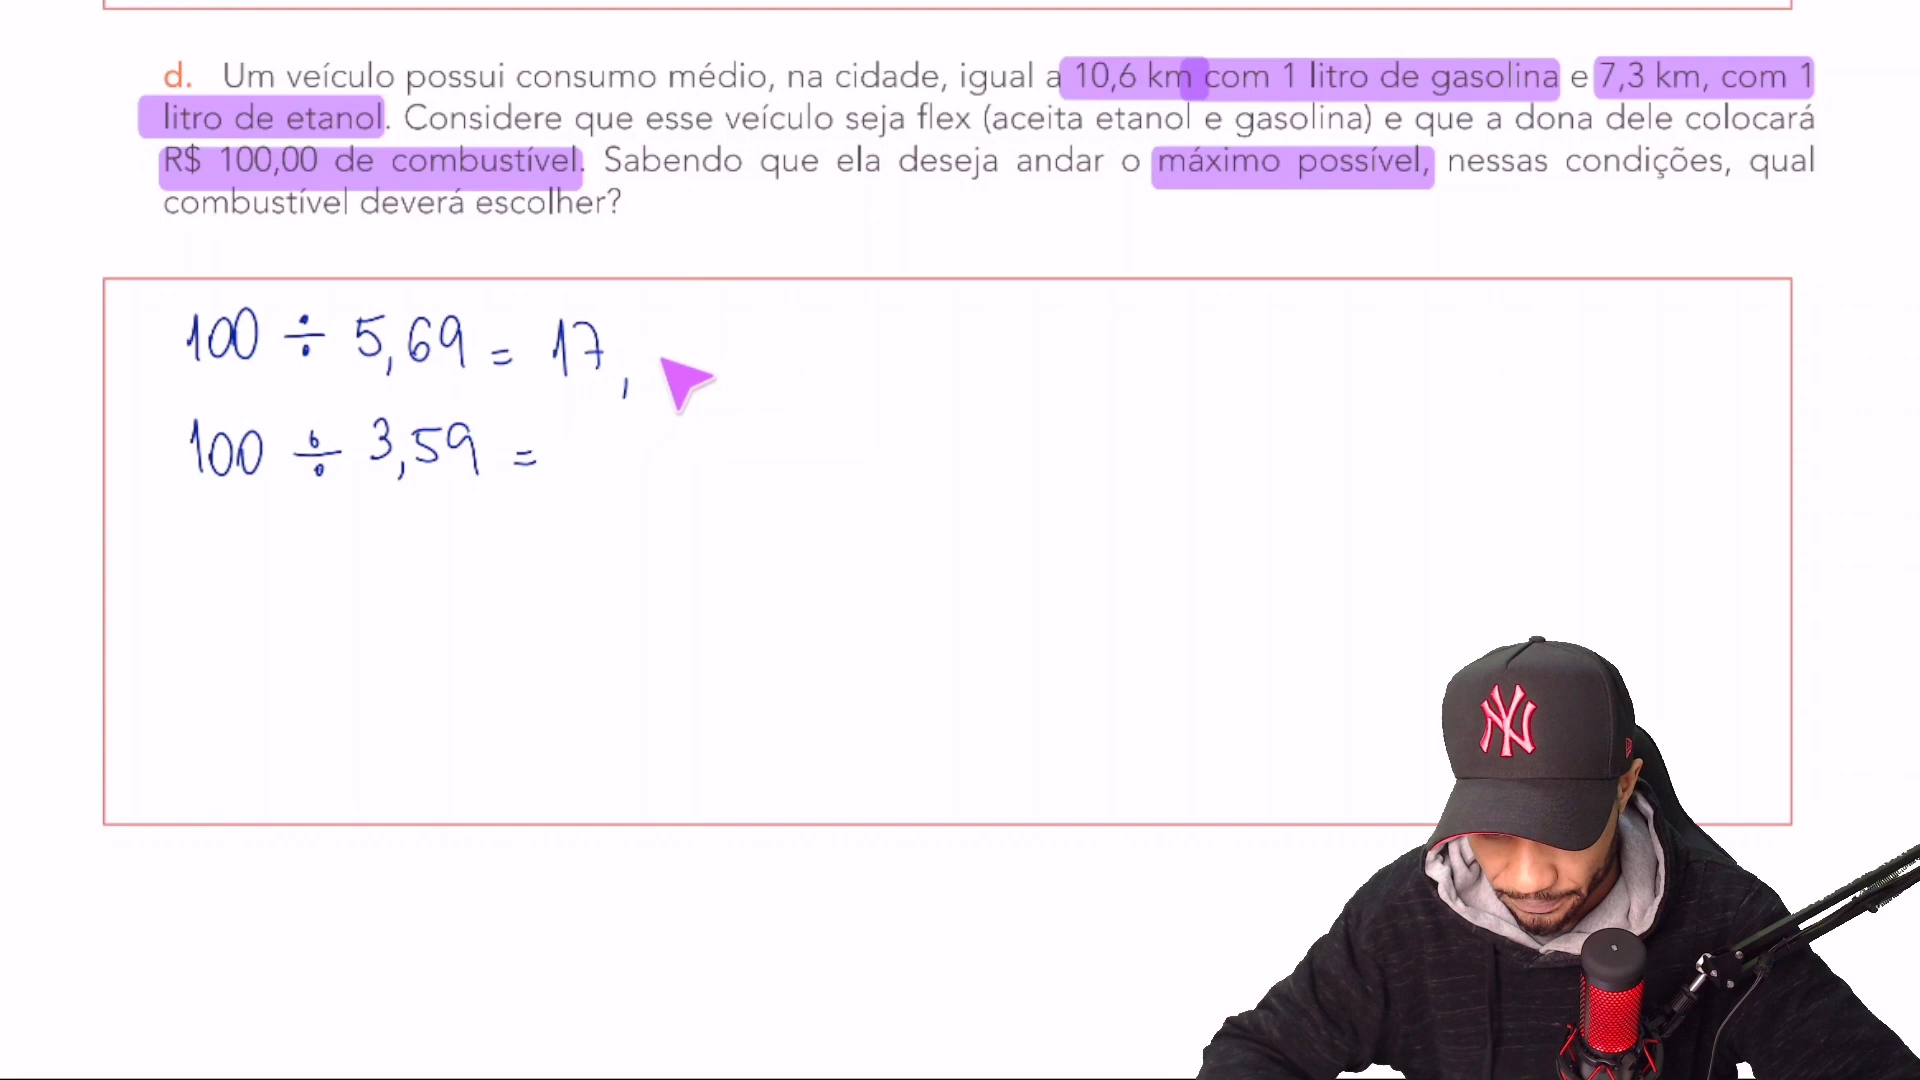 d. Um veículo possui consumo médio, na cidade, igual a 10,6 km com 1 litro de gasolina e 7,3 km, com 1
litro de etanol. Considere que esse veículo seja flex (aceita etanol e gasolina) e que a dona dele colocará
R$ 100,00 de combustível. Sabendo que ela deseja andar o máximo possível, nessas condições, qual
combustível deverá escolher?
100 ÷ 5,69 = 17,
100 ÷ 3,59 =
NY